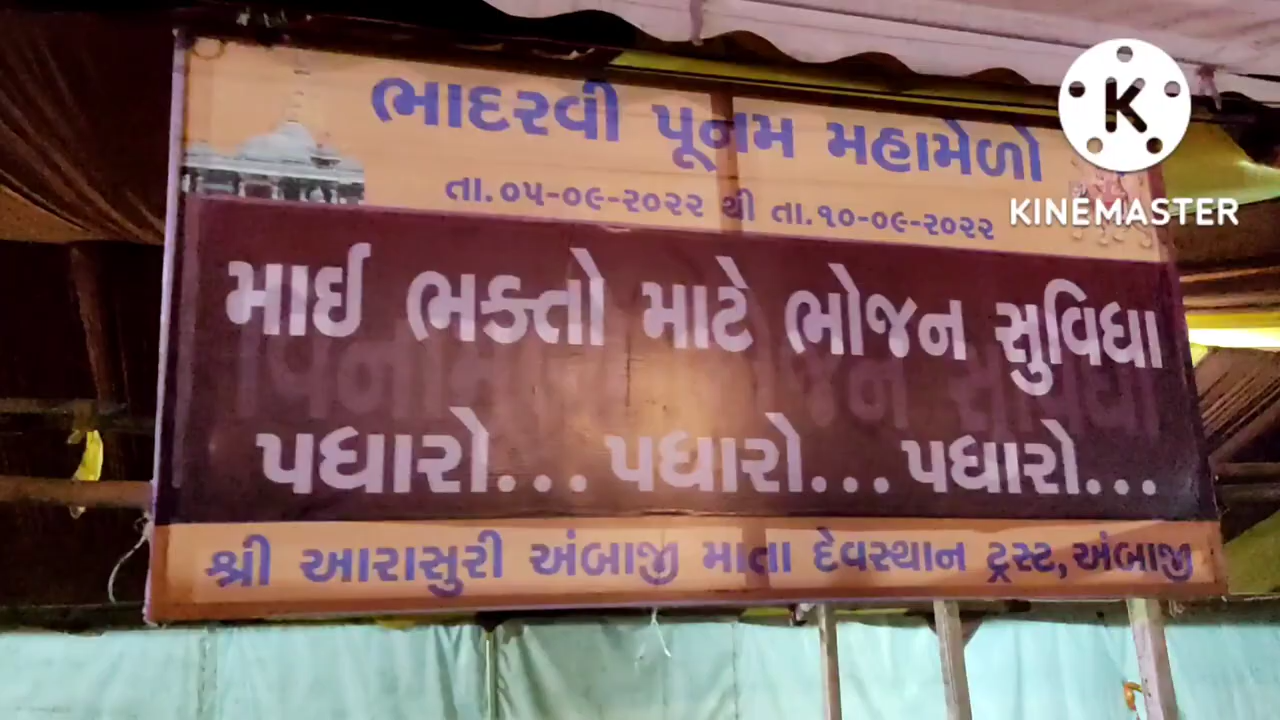 ભાદરવી પૂનમ મહામેળો
તા.૦૫-૦૯-૨૦૨૨ થી તા.૧૦-૦૯-૨૦૨૨
માઈ ભક્તો માટે ભોજન સુવિધા
પધારો... પધારો... પધારો...
શ્રી આરાસુરી અંબાજી માતા દેવસ્થાન ટ્રસ્ટ, અંબાજી
K
KINEMASTER